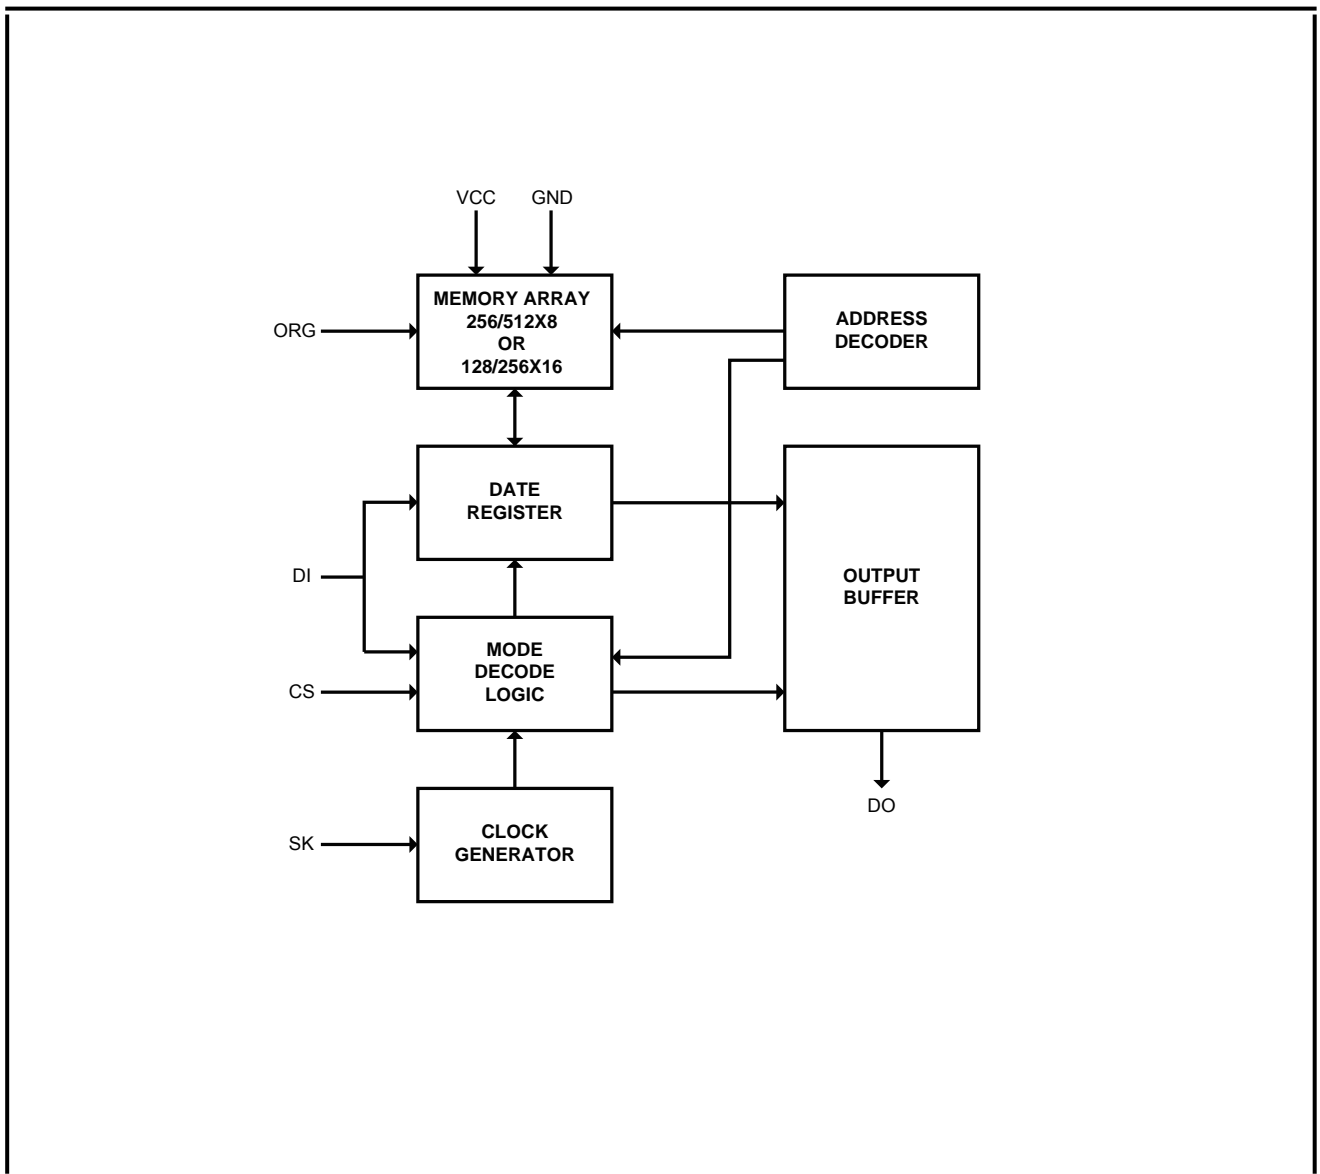 VCC
GND
MEMORY ARRAY
256/512X8
OR
128/256X16
ORG
ADDRESS
DECODER
DATE
REGISTER
DI
OUTPUT
BUFFER
MODE
DECODE
LOGIC
CS
DO
CLOCK
GENERATOR
SK